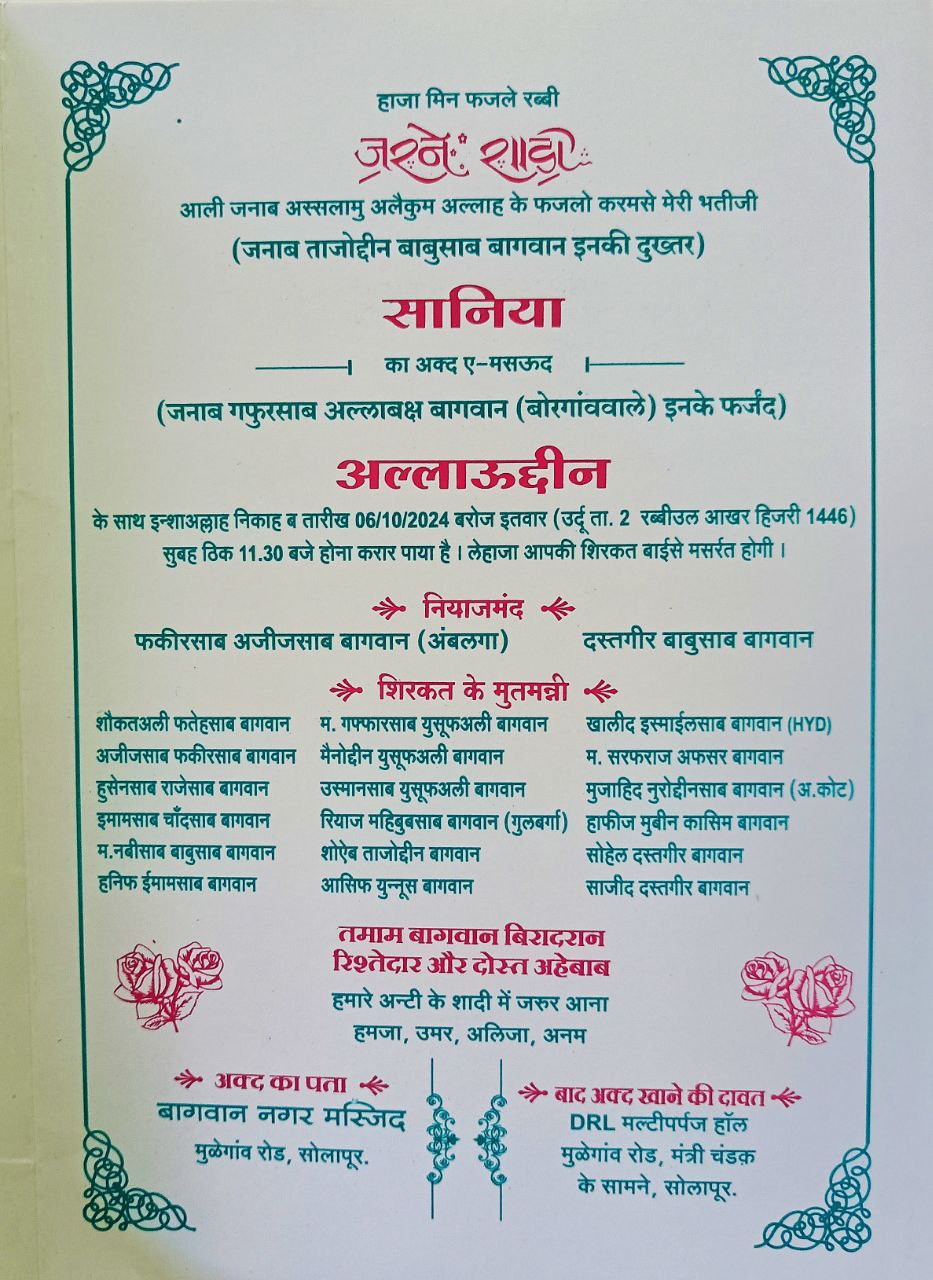 हाजा मिन फजले रब्बी
जश्ने शादी
आली जनाब अस्सलामु अलैकुम अल्लाह के फजलो करमसे मेरी भतीजी
(जनाब ताजोद्दीन बाबुसाब बागवान इनकी दुख्तर)
सानिया
का अक्द ए-मसऊद
(जनाब गफुरसाब अल्लाबक्ष बागवान (बोरगांववाले) इनके फर्जंद)
अल्लाऊद्दीन
के साथ इन्शाअल्लाह निकाह ब तारीख 06/10/2024 बरोज इतवार (उर्दू ता. 2 रब्बीउल आखर हिजरी 1446)
सुबह ठिक 11.30 बजे होना करार पाया है । लेहाजा आपकी शिरकत बाईसे मसर्रत होगी ।
नियाजमंद
फकीरसाब अजीजसाब बागवान (अंबलगा) दस्तगीर बाबुसाब बागवान
शिरकत के मुतमन्नी
शौकतअली फतेहसाब बागवान म. गफ्फारसाब युसूफअली बागवान खालीद इस्माईलसाब बागवान (HYD)
अजीजसाब फकीरसाब बागवान मैनोद्दीन युसूफअली बागवान म. सरफराज अफसर बागवान
हुसेनसाब राजेसाब बागवान उस्मानसाब युसूफअली बागवान मुजाहिद नुरोद्दीनसाब बागवान (अ.कोट)
इमामसाब चाँदसाब बागवान रियाज महिबुबसाब बागवान (गुलबर्गा) हाफीज मुबीन कासिम बागवान
म.नबीसाब बाबुसाब बागवान शोऐब ताजोद्दीन बागवान सोहेल दस्तगीर बागवान
हनिफ ईमामसाब बागवान आसिफ युन्नूस बागवान साजीद दस्तगीर बागवान
तमाम बागवान बिरादरान
रिश्तेदार और दोस्त अहेबाब
हमारे अन्टी के शादी में जरुर आना
हमजा, उमर, अलिजा, अनम
अक्द का पता
बागवान नगर मस्जिद
मुळेगांव रोड, सोलापूर.
बाद अक्द खाने की दावत
DRL मल्टीपर्पज हॉल
मुळेगांव रोड, मंत्री चंडक़
के सामने, सोलापूर.